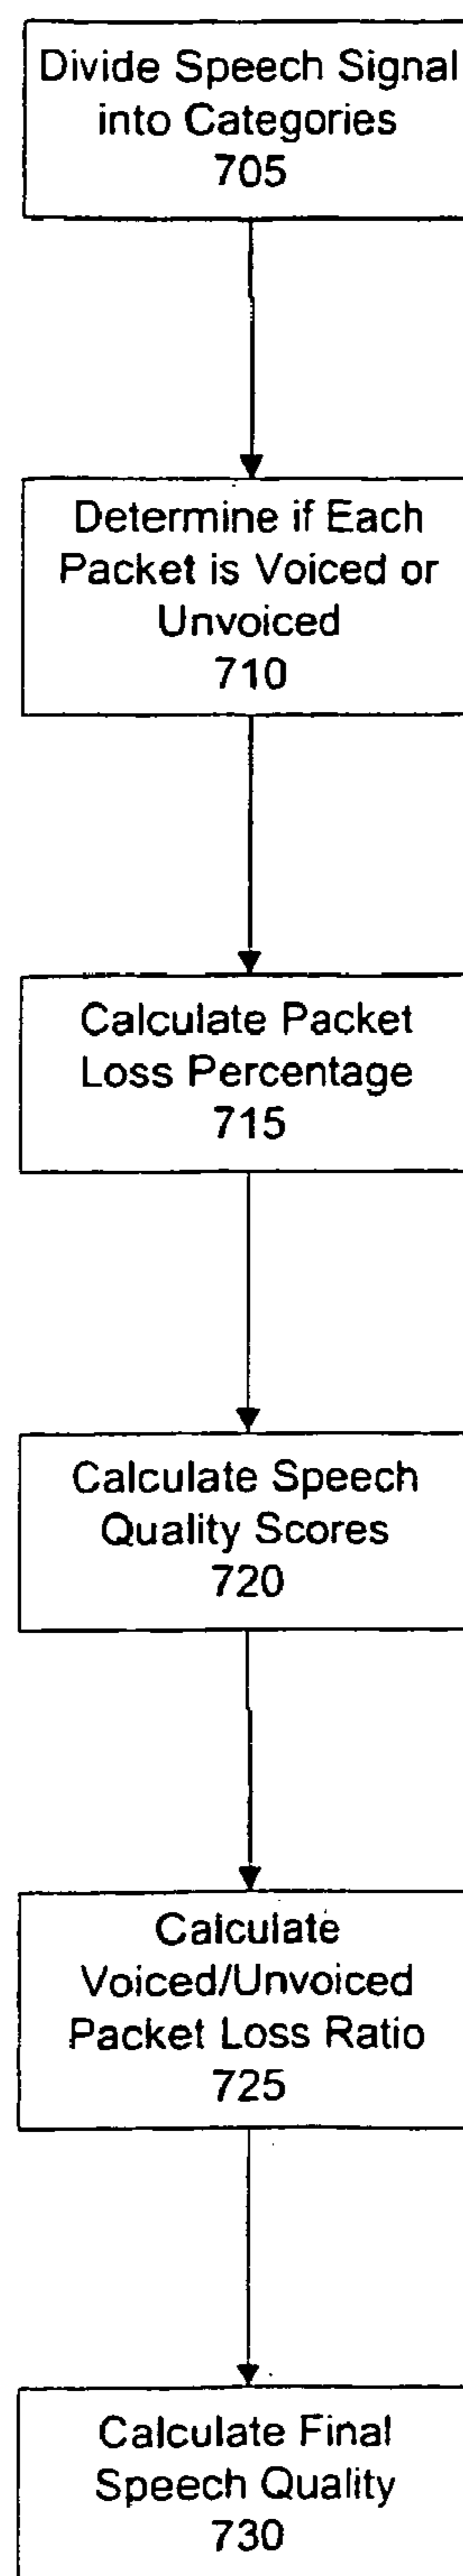 Divide Speech Signal
into Categories
705
Determine if Each
Packet is Voiced or
Unvoiced
710
Calculate Packet
Loss Percentage
715
Calculate Speech
Quality Scores
720
Calculate
Voiced/Unvoiced
Packet Loss Ratio
725
Calculate Final
Speech Quality
730